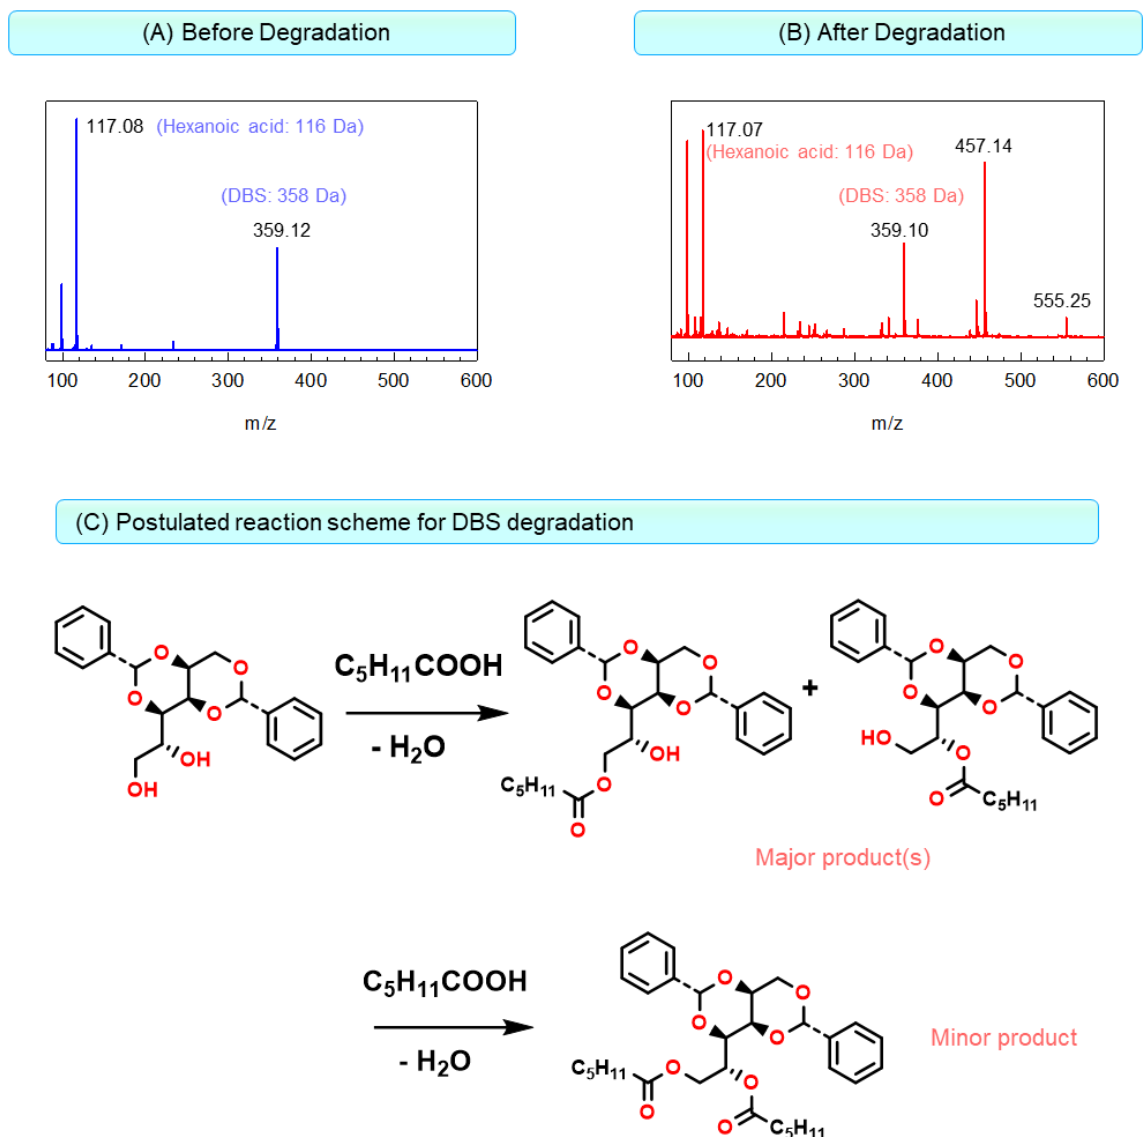 (A) Before Degradation
(B) After Degradation
117.08 (Hexanoic acid: 116 Da)
(DBS: 358 Da)
359.12
100 200 300 400 500 600
m/z
117.07
(Hexanoic acid: 116 Da)
457.14
(DBS: 358 Da)
359.10
555.25
100 200 300 400 500 600
m/z
(C) Postulated reaction scheme for DBS degradation
O
O
O
O
OH
OH
C₅H₁₁COOH
- H₂O
O
O
O
O
OH
C₅H₁₁
O
O
+
O
O
O
O
HO
O
O
C₅H₁₁
Major product(s)
C₅H₁₁COOH
- H₂O
O
O
O
O
C₅H₁₁
O
O
O
O
C₅H₁₁
Minor product